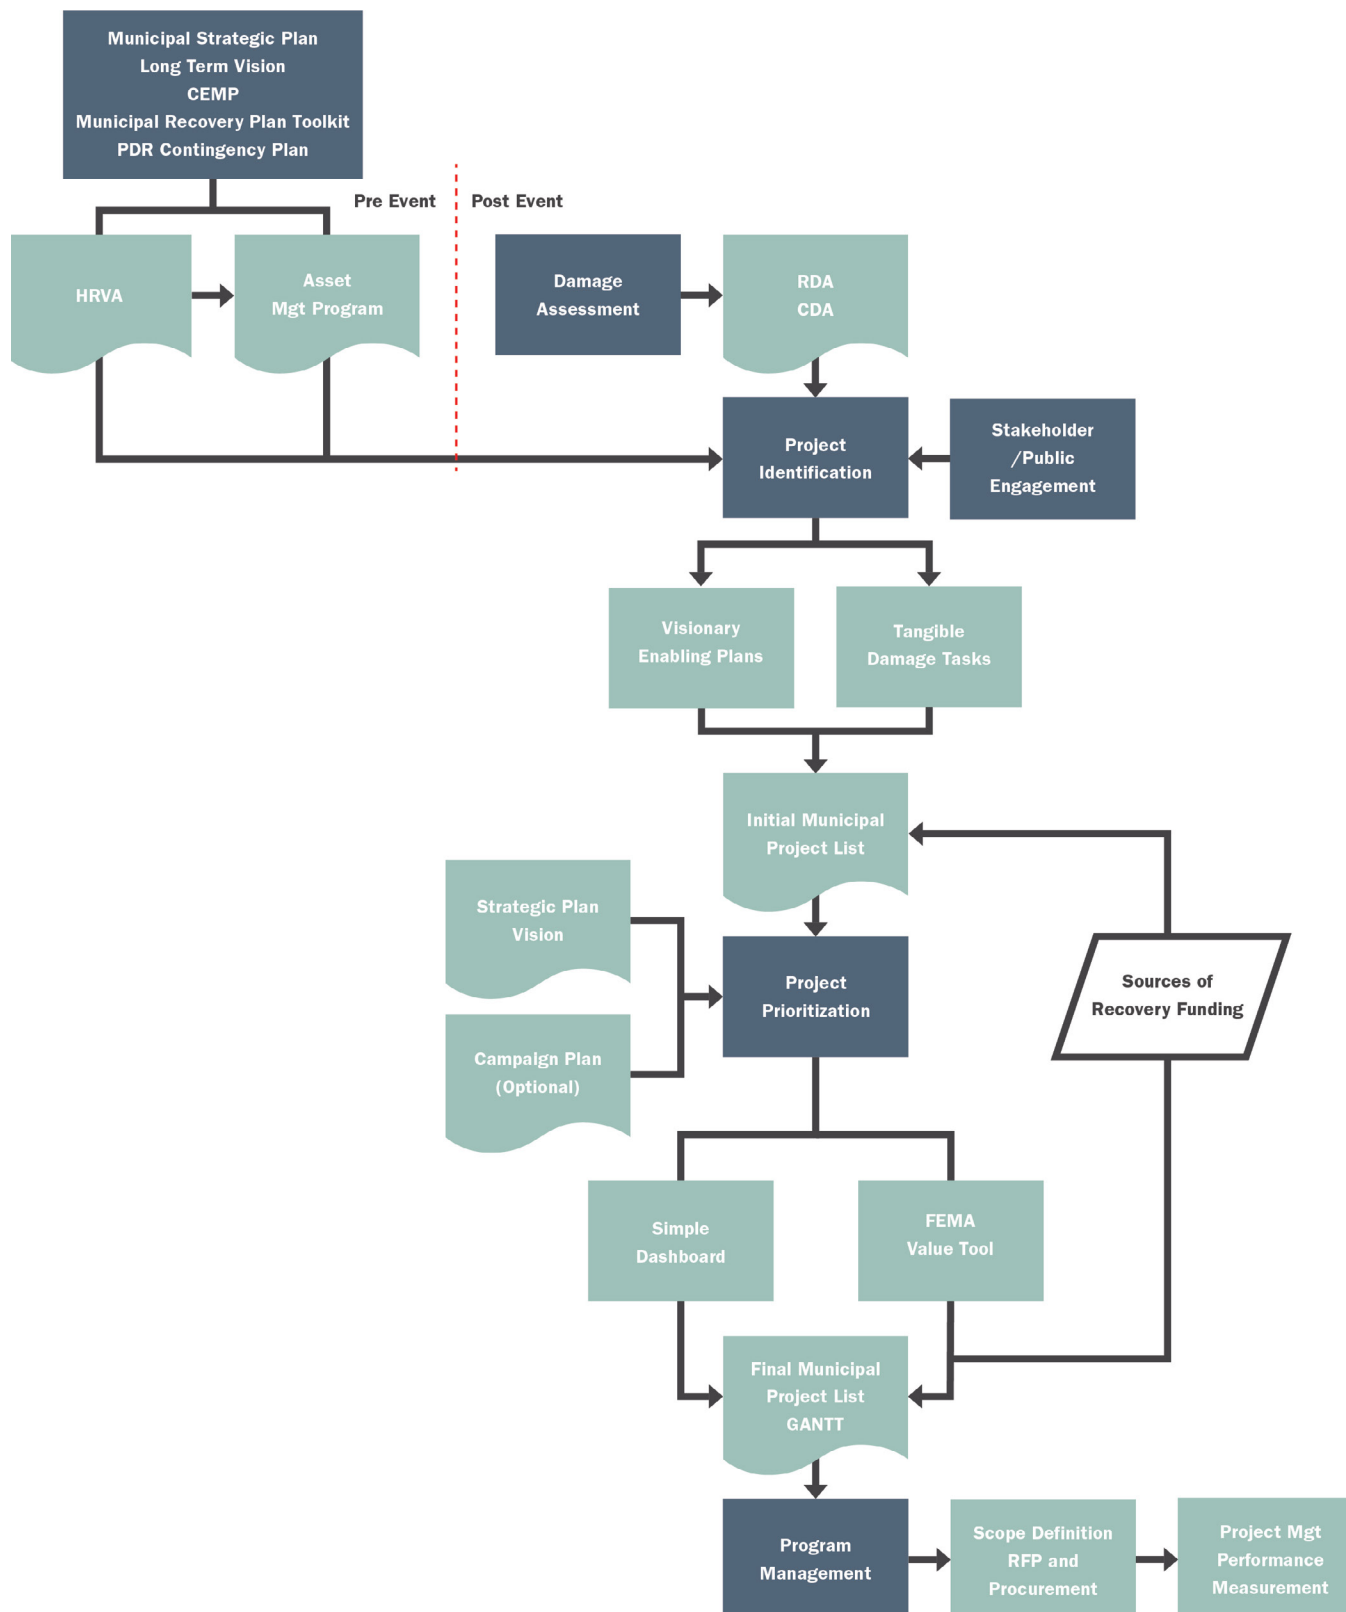 Municipal Strategic Plan
Long Term Vision
CEMP
Municipal Recovery Plan Toolkit
PDR Contingency Plan
Pre Event
Post Event
HRVA
Asset
Mgt Program
Damage
Assessment
RDA
CDA
Project
Identification
Stakeholder
/Public
Engagement
Visionary
Enabling Plans
Tangible
Damage Tasks
Initial Municipal
Project List
Strategic Plan
Vision
Campaign Plan
(Optional)
Project
Prioritization
Sources of
Recovery Funding
Simple
Dashboard
FEMA
Value Tool
Final Municipal
Project List
GANTT
Program
Management
Scope Definition
RFP and
Procurement
Project Mgt
Performance
Measurement